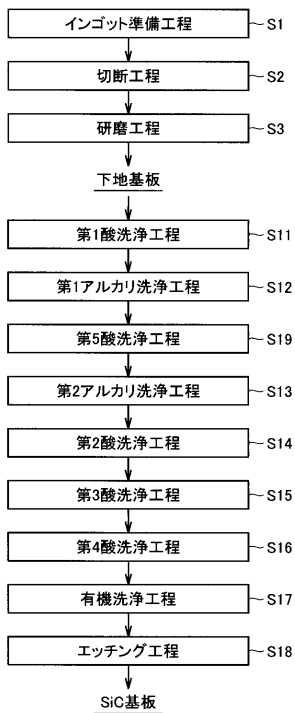 インゴット準備工程 S1
切断工程 S2
研磨工程 S3
下地基板
第1酸洗浄工程 S11
第1アルカリ洗浄工程 S12
第5酸洗浄工程 S19
第2アルカリ洗浄工程 S13
第2酸洗浄工程 S14
第3酸洗浄工程 S15
第4酸洗浄工程 S16
有機洗浄工程 S17
エッチング工程 S18
SiC基板